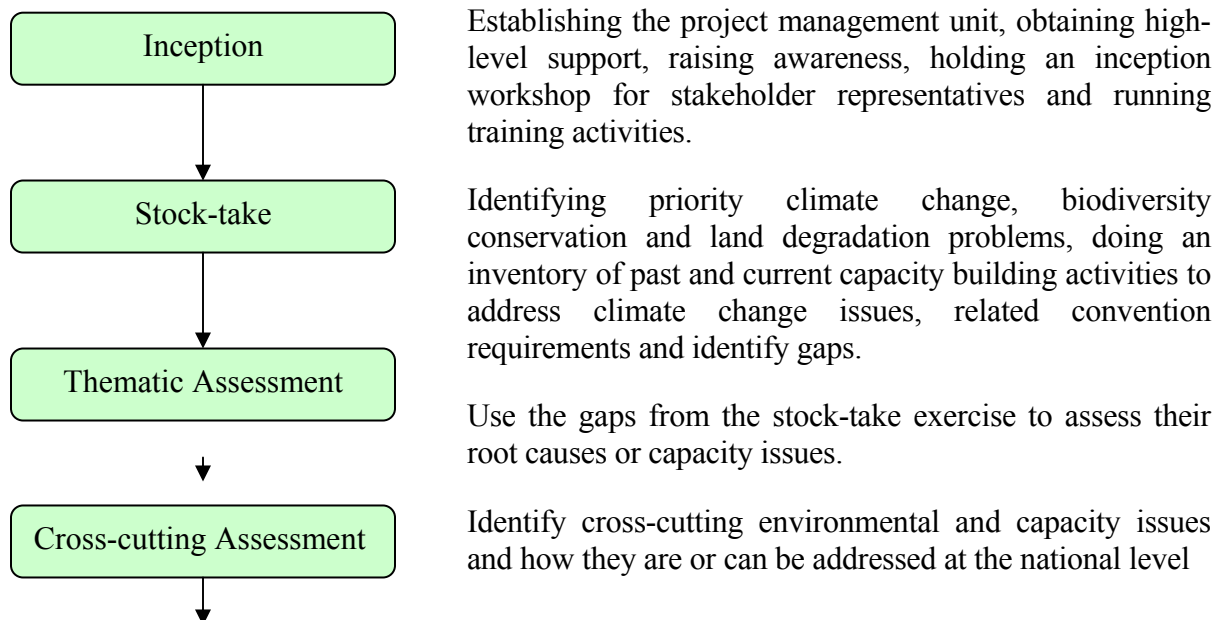 Inception
Establishing the project management unit, obtaining high-
level support, raising awareness, holding an inception
workshop for stakeholder representatives and running
training activities.
Stock-take
Identifying priority climate change, biodiversity
conservation and land degradation problems, doing an
inventory of past and current capacity building activities to
address climate change issues, related convention
requirements and identify gaps.
Thematic Assessment
Use the gaps from the stock-take exercise to assess their
root causes or capacity issues.
Cross-cutting Assessment
Identify cross-cutting environmental and capacity issues
and how they are or can be addressed at the national level